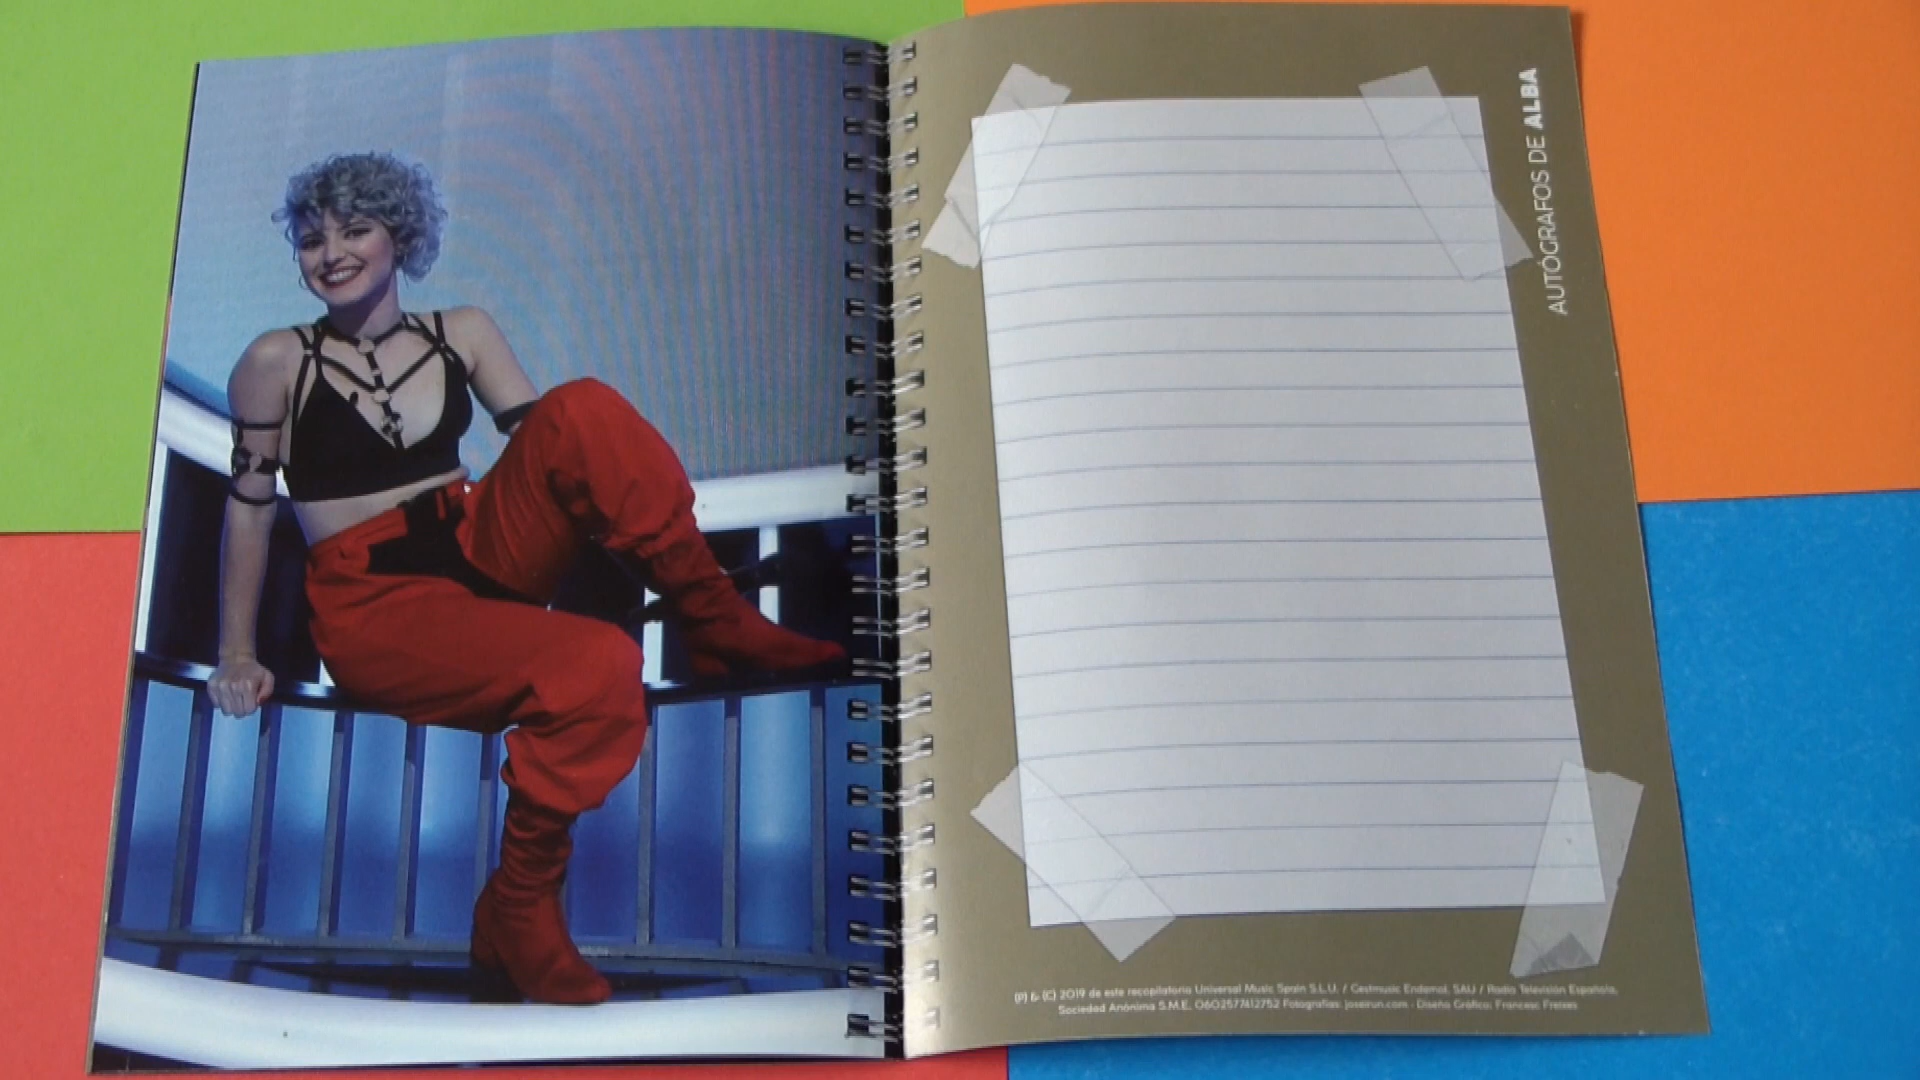 AUTÓGRAFOS DE ALBA
(P) & (C) 2019 de este recopilatorio Universal Music Spain S.L.U. / Gestmusic Endemol, SAU / Radio Televisión Española,
Sociedad Anónima S.M.E. 0602577412752 Fotografías: joseirun.com - Diseño Gráfico: Francesc Freixes